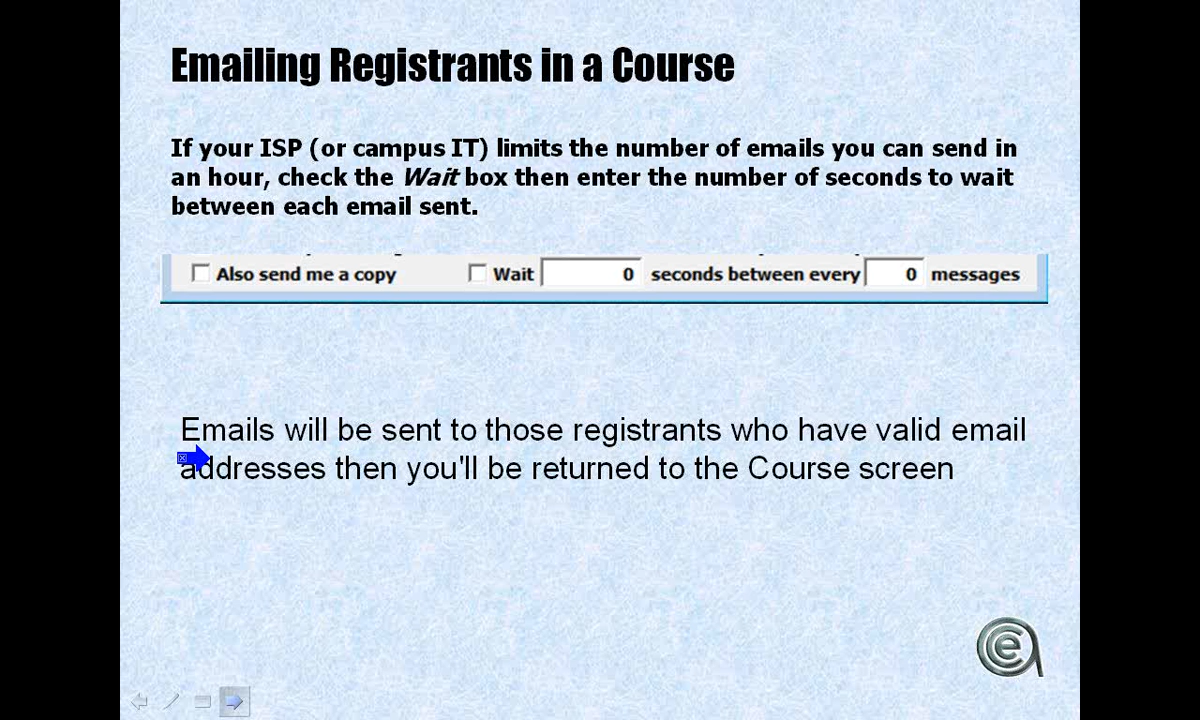 Emailing Registrants in a Course
If your ISP (or campus IT) limits the number of emails you can send in
an hour, check the Wait box then enter the number of seconds to wait
between each email sent.
Also send me a copy Wait 0 seconds between every 0 messages
Emails will be sent to those registrants who have valid email
addresses then you'll be returned to the Course screen